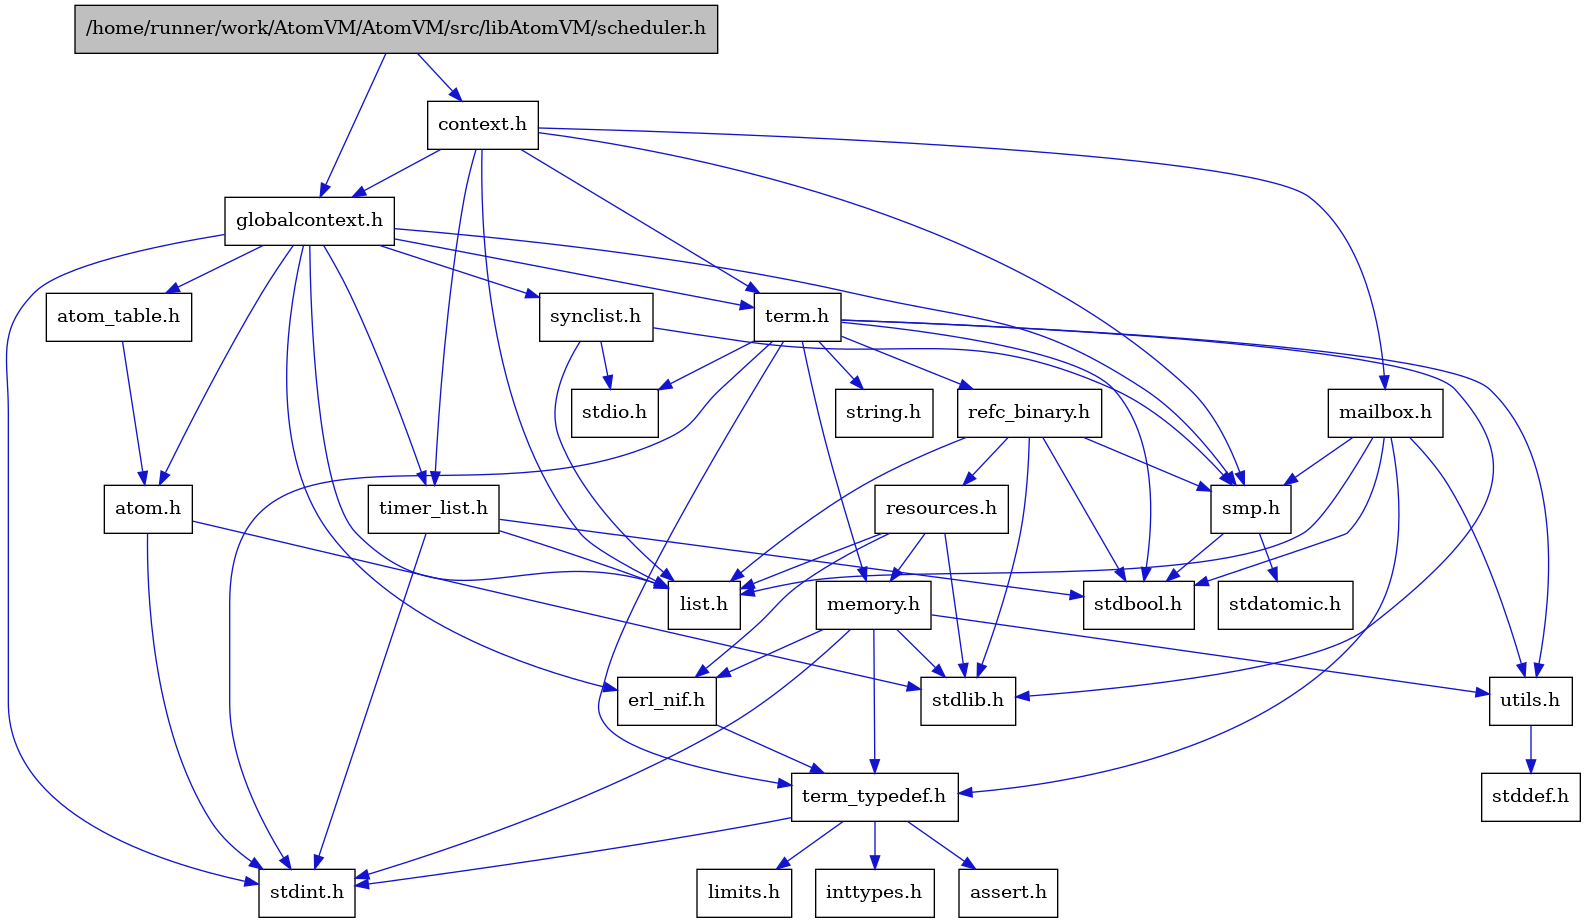 /home/runner/work/AtomVM/AtomVM/src/libAtomVM/scheduler.h
context.h
globalcontext.h
atom_table.h
synclist.h
term.h
stdio.h
string.h
refc_binary.h
mailbox.h
atom.h
timer_list.h
resources.h
smp.h
list.h
memory.h
stdbool.h
stdatomic.h
erl_nif.h
stdlib.h
utils.h
term_typedef.h
stddef.h
stdint.h
limits.h
inttypes.h
assert.h